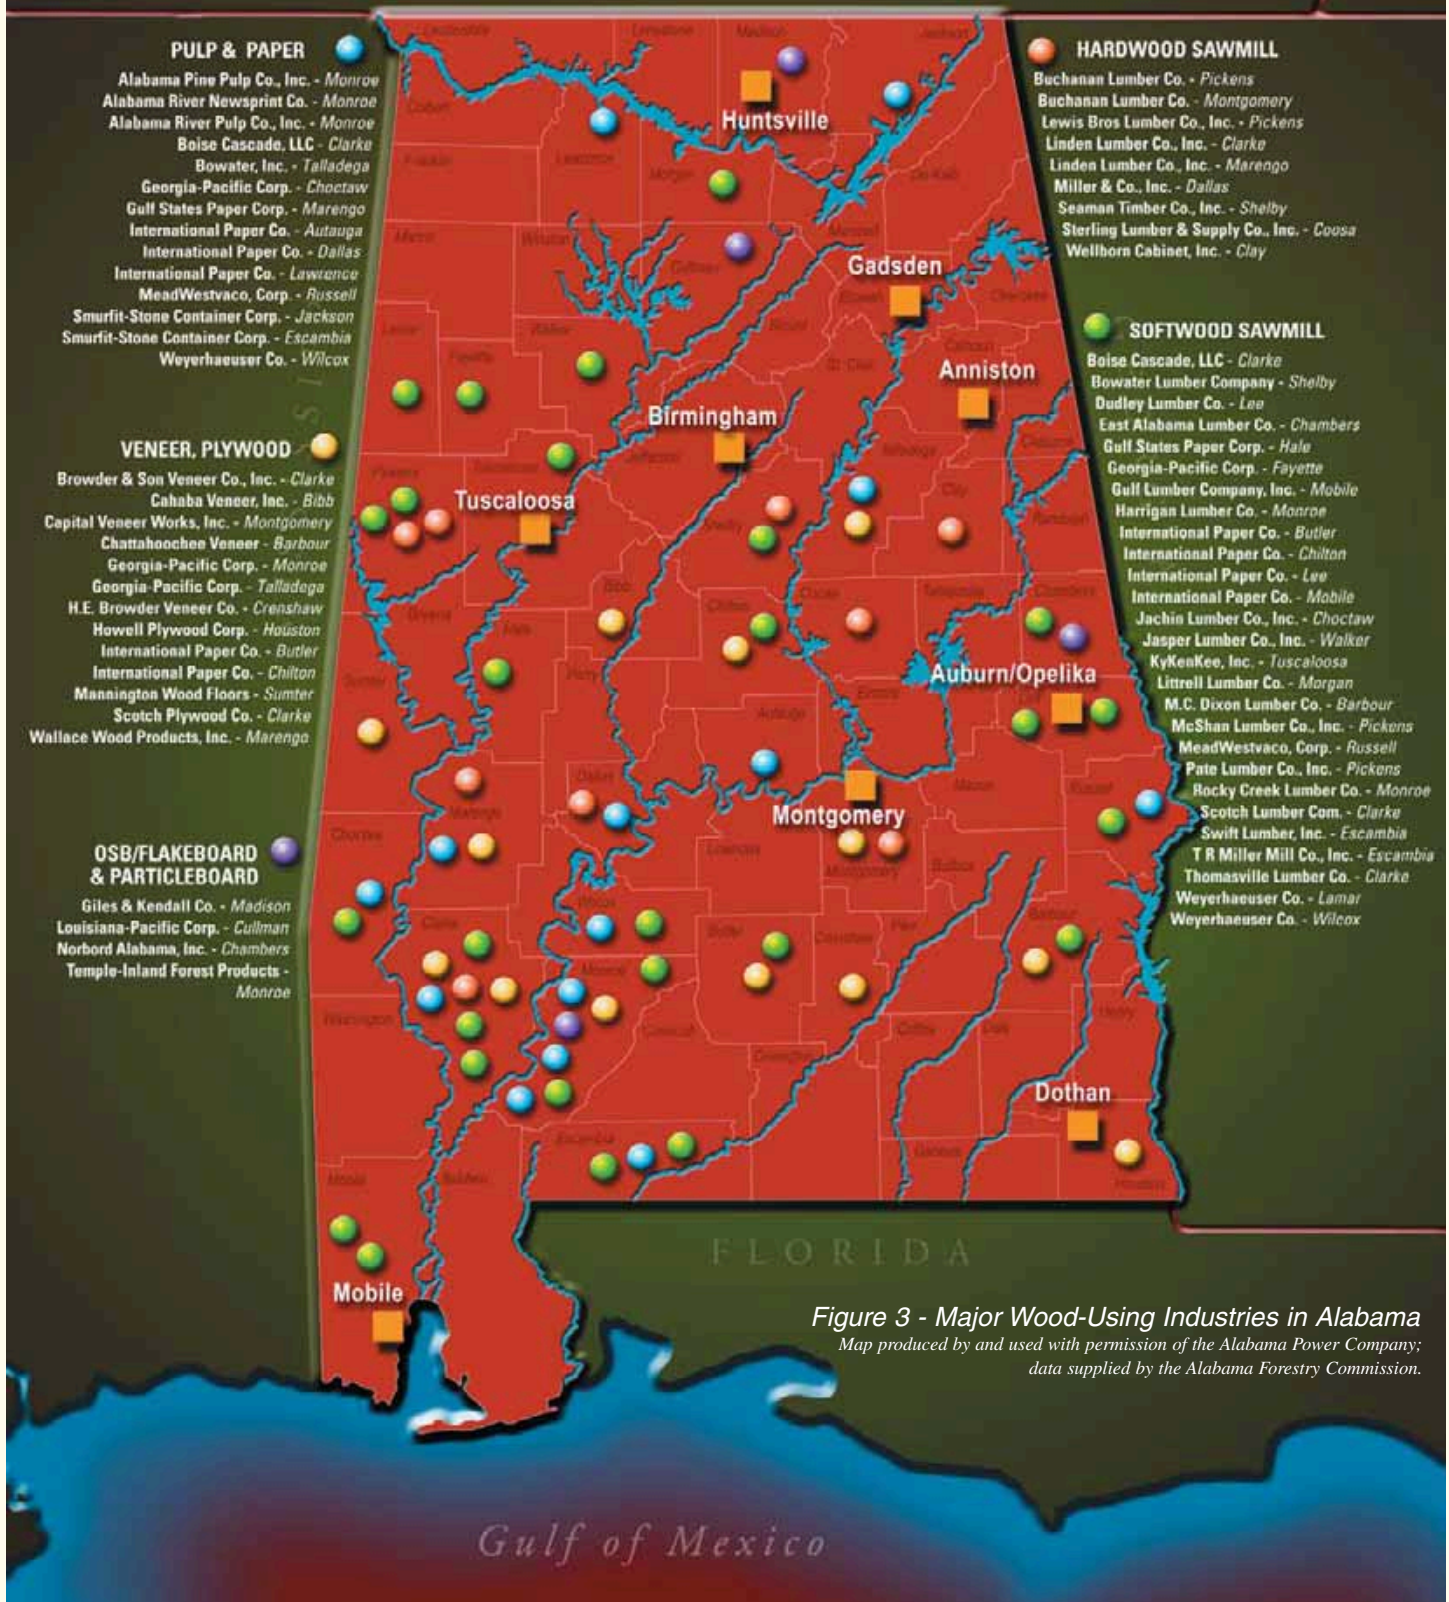 PULP & PAPER
Alabama Pine Pulp Co., Inc. - Monroe
Alabama River Newsprint Co. - Monroe
Alabama River Pulp Co., Inc. - Monroe
Boise Cascade, LLC - Clarke
Bowater, Inc. - Talladega
Georgia-Pacific Corp. - Choctaw
Gulf States Paper Corp. - Marengo
International Paper Co. - Autauga
International Paper Co. - Dallas
International Paper Co. - Lawrence
MeadWestvaco, Corp. - Russell
Smurfit-Stone Container Corp. - Jackson
Smurfit-Stone Container Corp. - Escambia
Weyerhaeuser Co. - Wilcox
VENEER, PLYWOOD
Browder & Son Veneer Co., Inc. - Clarke
Cahaba Veneer, Inc. - Bibb
Capital Veneer Works, Inc. - Montgomery
Chattahoochee Veneer - Barbour
Georgia-Pacific Corp. - Monroe
Georgia-Pacific Corp. - Talladega
H.E. Browder Veneer Co. - Crenshaw
Howell Plywood Corp. - Houston
International Paper Co. - Butler
International Paper Co. - Chilton
Mannington Wood Floors - Sumter
Scotch Plywood Co. - Clarke
Wallace Wood Products, Inc. - Marengo
OSB/FLAKEBOARD
& PARTICLEBOARD
Giles & Kendall Co. - Madison
Louisiana-Pacific Corp. - Cullman
Norbord Alabama, Inc. - Chambers
Temple-Inland Forest Products -
Monroe
HARDWOOD SAWMILL
Buchanan Lumber Co. - Pickens
Buchanan Lumber Co. - Montgomery
Lewis Bros Lumber Co., Inc. - Pickens
Linden Lumber Co., Inc. - Clarke
Linden Lumber Co., Inc. - Marengo
Miller & Co., Inc. - Dallas
Seaman Timber Co., Inc. - Shelby
Sterling Lumber & Supply Co., Inc. - Coosa
Wellborn Cabinet, Inc. - Clay
SOFTWOOD SAWMILL
Boise Cascade, LLC - Clarke
Bowater Lumber Company - Shelby
Dudley Lumber Co. - Lee
East Alabama Lumber Co. - Chambers
Gulf States Paper Corp. - Hale
Georgia-Pacific Corp. - Fayette
Gulf Lumber Company, Inc. - Mobile
Harrigan Lumber Co. - Monroe
International Paper Co. - Butler
International Paper Co. - Chilton
International Paper Co. - Lee
International Paper Co. - Mobile
Jachin Lumber Co., Inc. - Choctaw
Jasper Lumber Co., Inc. - Walker
KyKenKee, Inc. - Tuscaloosa
Littrell Lumber Co. - Morgan
M.C. Dixon Lumber Co. - Barbour
McShan Lumber Co., Inc. - Pickens
MeadWestvaco, Corp. - Russell
Pate Lumber Co., Inc. - Pickens
Rocky Creek Lumber Co. - Monroe
Scotch Lumber Com. - Clarke
Swift Lumber, Inc. - Escambia
T R Miller Mill Co., Inc. - Escambia
Thomasville Lumber Co. - Clarke
Weyerhaeuser Co. - Lamar
Weyerhaeuser Co. - Wilcox
Huntsville
Gadsden
Anniston
Birmingham
Tuscaloosa
Auburn/Opelika
Montgomery
Dothan
Mobile
FLORIDA
Figure 3 - Major Wood-Using Industries in Alabama
Map produced by and used with permission of the Alabama Power Company;
data supplied by the Alabama Forestry Commission.
Gulf of Mexico